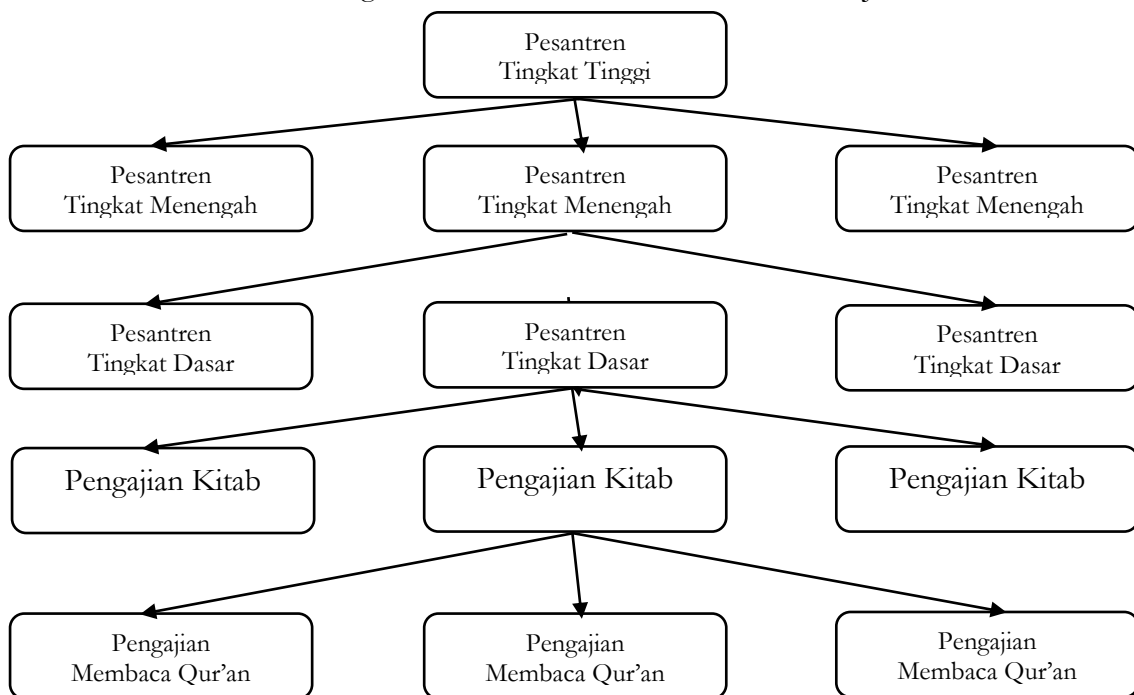 Pesantren
Tingkat Tinggi
Pesantren
Tingkat Menengah
Pesantren
Tingkat Menengah
Pesantren
Tingkat Menengah
Pesantren
Tingkat Dasar
Pesantren
Tingkat Dasar
Pesantren
Tingkat Dasar
Pengajian Kitab
Pengajian Kitab
Pengajian Kitab
Pengajian
Membaca Qur’an
Pengajian
Membaca Qur’an
Pengajian
Membaca Qur’an